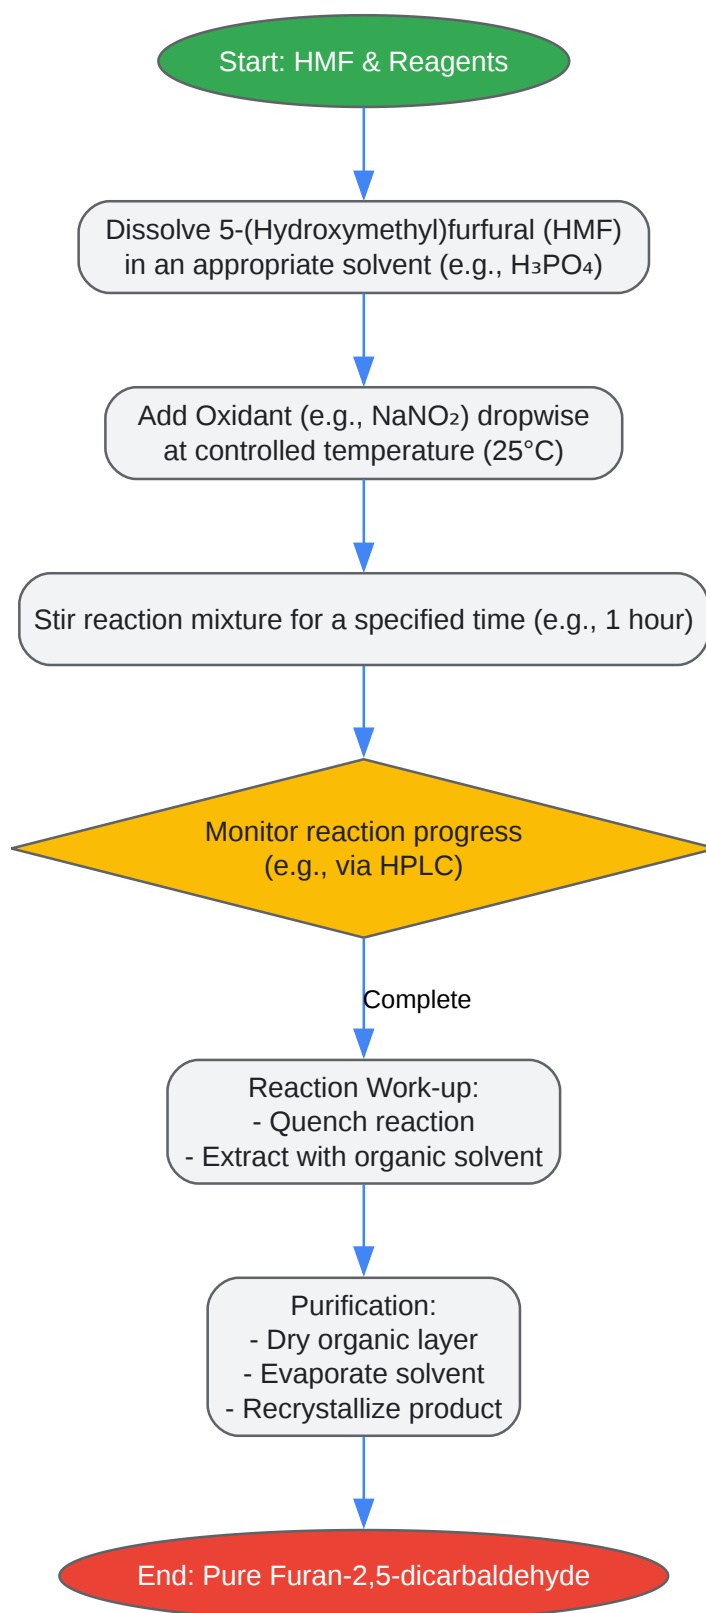 Start: HMF & Reagents
Dissolve 5-(Hydroxymethyl)furfural (HMF)
in an appropriate solvent (e.g., H₃PO₄)
Add Oxidant (e.g., NaNO₂) dropwise
at controlled temperature (25°C)
Stir reaction mixture for a specified time (e.g., 1 hour)
Monitor reaction progress
(e.g., via HPLC)
Complete
Reaction Work-up:
- Quench reaction
- Extract with organic solvent
Purification:
- Dry organic layer
- Evaporate solvent
- Recrystallize product
End: Pure Furan-2,5-dicarbaldehyde